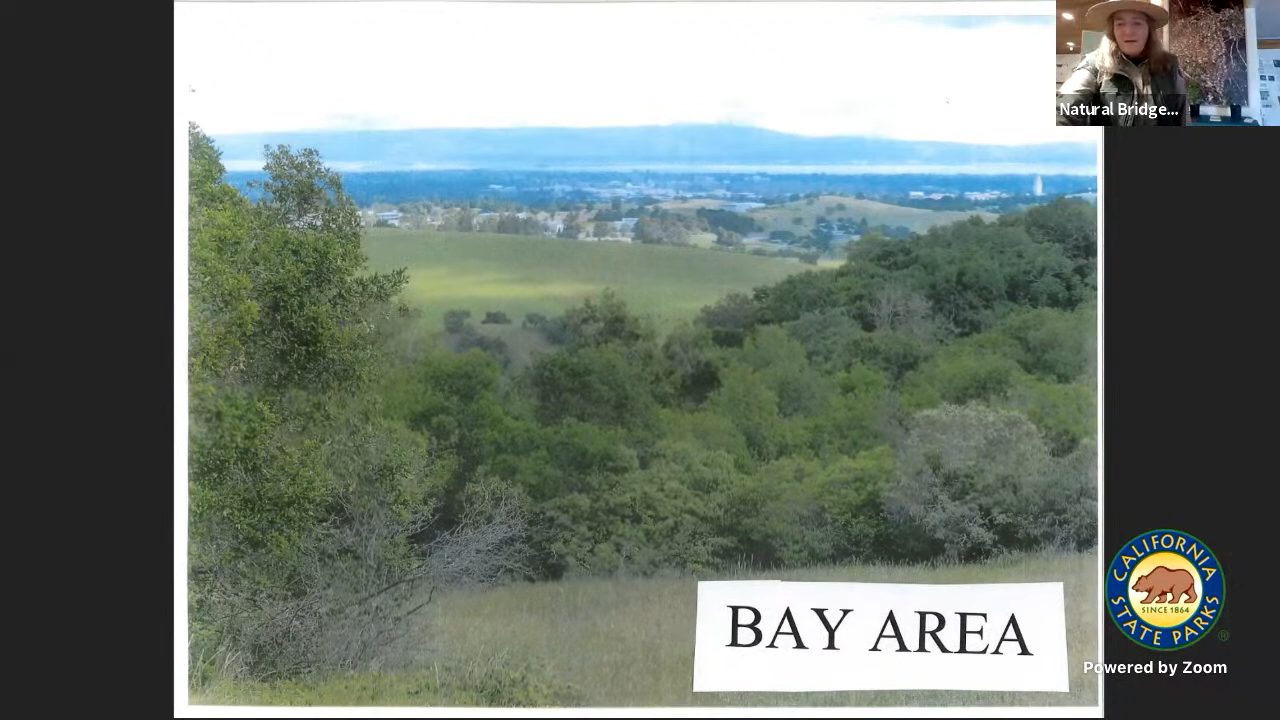 Natural Bridge...
BAY AREA
CALIFORNIA
SINCE 1864
STATE PARKS
®
Powered by Zoom